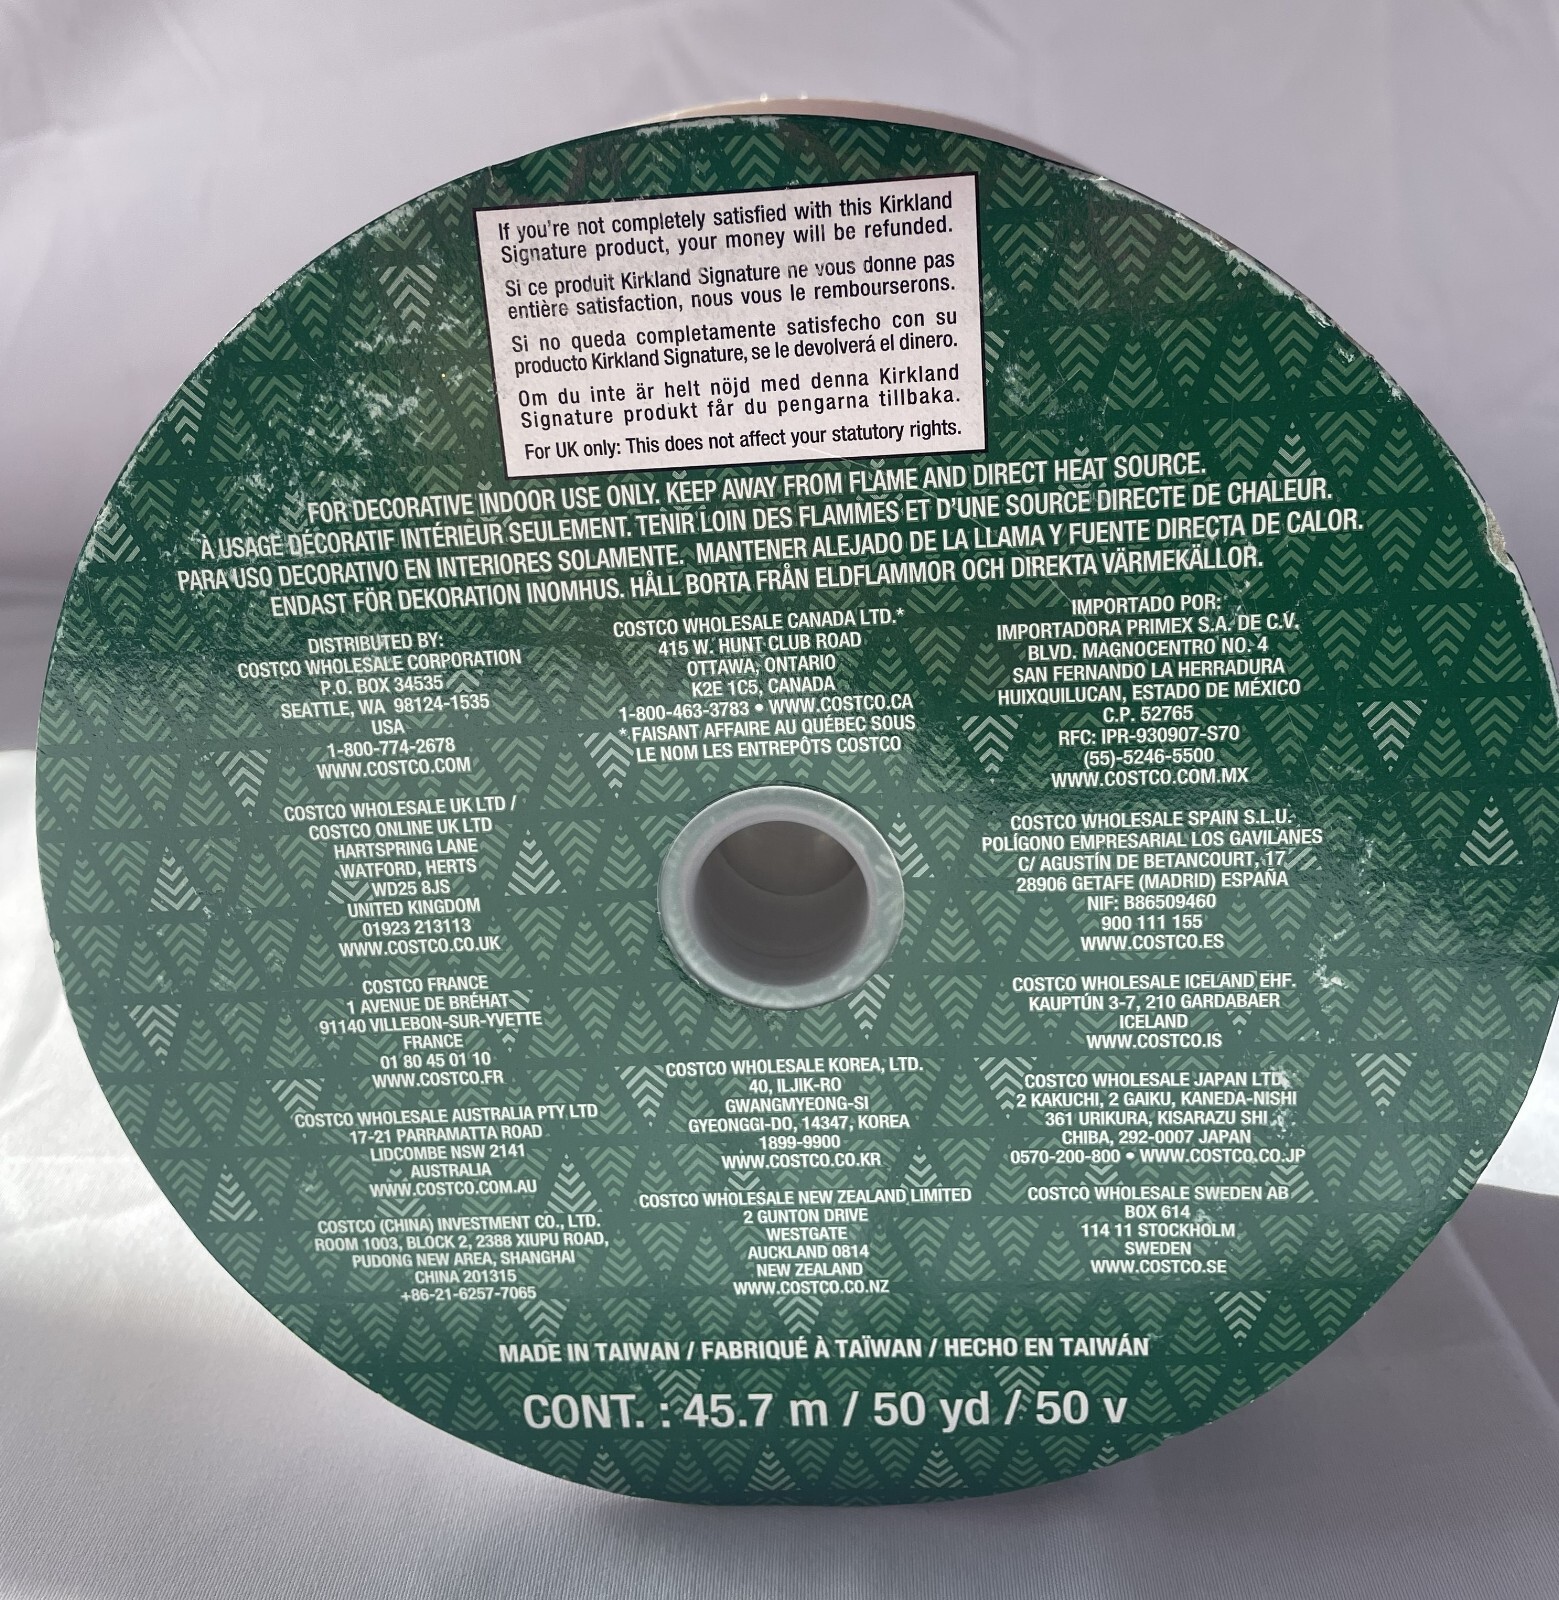 If you're not completely satisfied with this Kirkland
Signature product, your money will be refunded.
Si ce produit Kirkland Signature ne vous donne pas
entière satisfaction, nous vous le rembourserons.
Si no queda completamente satisfecho con su
producto Kirkland Signature, se le devolverá el dinero.
Om du inte är helt nöjd med denna Kirkland
Signature produkt får du pengarna tillbaka.
For UK only: This does not affect your statutory rights.
FOR DECORATIVE INDOOR USE ONLY. KEEP AWAY FROM FLAME AND DIRECT HEAT SOURCE.
À USAGE DÉCORATIF INTÉRIEUR SEULEMENT. TENIR LOIN DES FLAMMES ET D'UNE SOURCE DIRECTE DE CHALEUR.
PARA USO DECORATIVO EN INTERIORES SOLAMENTE. MANTENER ALEJADO DE LA LLAMA Y FUENTE DIRECTA DE CALOR.
ENDAST FÖR DEKORATION INOMHUS. HÅLL BORTA FRÅN ELDFLAMMOR OCH DIREKTA VÄRMEKÄLLOR.
DISTRIBUTED BY:
COSTCO WHOLESALE CORPORATION
P.O. BOX 34535
SEATTLE, WA 98124-1535
USA
1-800-774-2678
WWW.COSTCO.COM
COSTCO WHOLESALE CANADA LTD.*
415 W. HUNT CLUB ROAD
OTTAWA, ONTARIO
K2E 1C5, CANADA
1-800-463-3783 • WWW.COSTCO.CA
* FAISANT AFFAIRE AU QUÉBEC SOUS
LE NOM LES ENTREPÔTS COSTCO
IMPORTADO POR:
IMPORTADORA PRIMEX S.A. DE C.V.
BLVD. MAGNOCENTRO NO. 4
SAN FERNANDO LA HERRADURA
HUIXQUILUCAN, ESTADO DE MÉXICO
C.P. 52765
RFC: IPR-930907-S70
(55)-5246-5500
WWW.COSTCO.COM.MX
COSTCO WHOLESALE UK LTD /
COSTCO ONLINE UK LTD
HARTSPRING LANE
WATFORD, HERTS
WD25 8JS
UNITED KINGDOM
01923 213113
WWW.COSTCO.CO.UK
COSTCO WHOLESALE SPAIN S.L.U.
POLÍGONO EMPRESARIAL LOS GAVILANES
C/ AGUSTÍN DE BETANCOURT, 17
28906 GETAFE (MADRID) ESPAÑA
NIF: B86509460
900 111 155
WWW.COSTCO.ES
COSTCO FRANCE
1 AVENUE DE BRÉHAT
91140 VILLEBON-SUR-YVETTE
FRANCE
01 80 45 01 10
WWW.COSTCO.FR
COSTCO WHOLESALE ICELAND EHF.
KAUPTÚN 3-7, 210 GARDABAER
ICELAND
WWW.COSTCO.IS
COSTCO WHOLESALE AUSTRALIA PTY LTD
17-21 PARRAMATTA ROAD
LIDCOMBE NSW 2141
AUSTRALIA
WWW.COSTCO.COM.AU
COSTCO WHOLESALE KOREA, LTD.
40, ILJIK-RO
GWANGMYEONG-SI
GYEONGGI-DO, 14347, KOREA
1899-9900
WWW.COSTCO.CO.KR
COSTCO WHOLESALE JAPAN LTD.
2 KAKUCHI, 2 GAIKU, KANEDA-NISHI
361 URIKURA, KISARAZU SHI
CHIBA, 292-0007 JAPAN
0570-200-800 • WWW.COSTCO.CO.JP
COSTCO (CHINA) INVESTMENT CO., LTD.
ROOM 1003, BLOCK 2, 2388 XIUPU ROAD,
PUDONG NEW AREA, SHANGHAI
CHINA 201315
+86-21-6257-7065
COSTCO WHOLESALE NEW ZEALAND LIMITED
2 GUNTON DRIVE
WESTGATE
AUCKLAND 0814
NEW ZEALAND
WWW.COSTCO.CO.NZ
COSTCO WHOLESALE SWEDEN AB
BOX 614
114 11 STOCKHOLM
SWEDEN
WWW.COSTCO.SE
MADE IN TAIWAN / FABRIQUÉ À TAÏWAN / HECHO EN TAIWÁN
CONT. : 45.7 m / 50 yd / 50 v